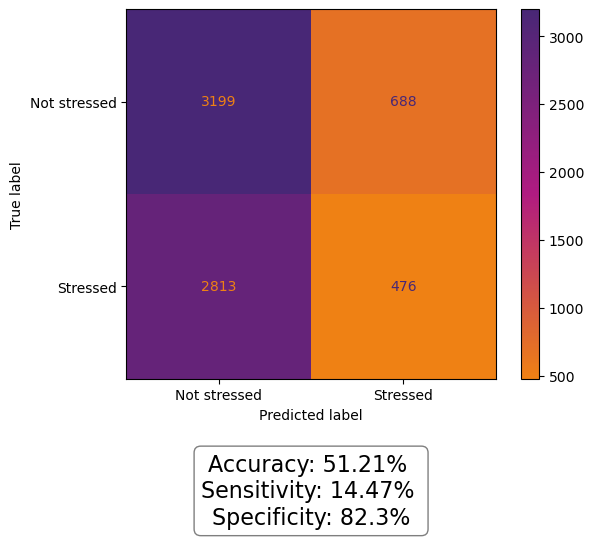 3000
Not stressed
3199
688
2500
True label
2000
1500
Stressed
2813
476
1000
500
Not stressed
Stressed
Predicted label
Accuracy: 51.21%
Sensitivity: 14.47%
Specificity: 82.3%